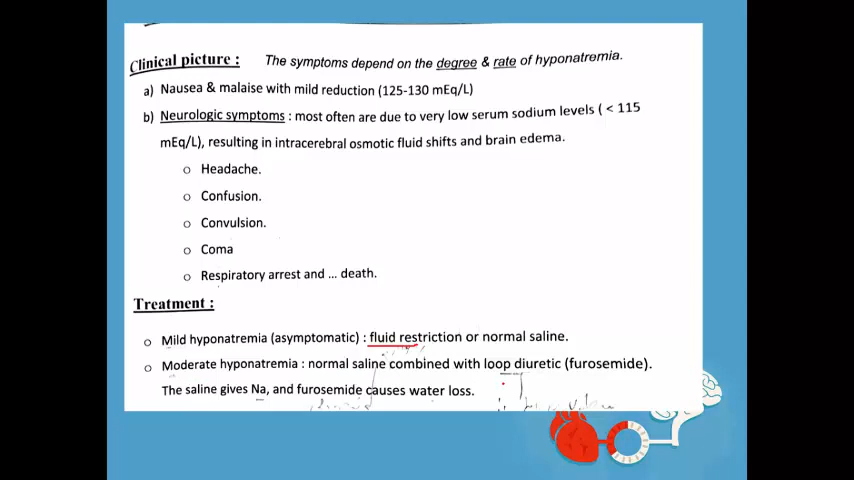 Clinical picture : The symptoms depend on the degree & rate of hyponatremia.
a) Nausea & malaise with mild reduction (125-130 mEq/L)
b) Neurologic symptoms : most often are due to very low serum sodium levels ( < 115
mEq/L), resulting in intracerebral osmotic fluid shifts and brain edema.
o Headache.
o Confusion.
o Convulsion.
o Coma
o Respiratory arrest and ... death.
Treatment :
o Mild hyponatremia (asymptomatic) : fluid restriction or normal saline.
o Moderate hyponatremia : normal saline combined with loop diuretic (furosemide).
The saline gives Na, and furosemide causes water loss.